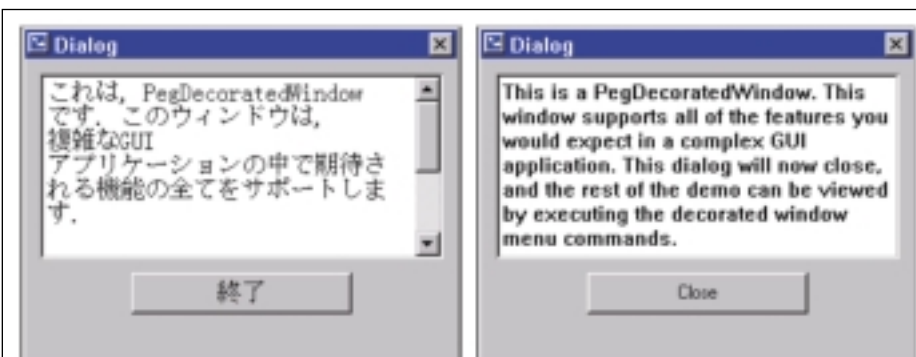 Dialog
これは, PegDecoratedWindow
です. このウィンドウは,
複雑なGUI
アプリケーションの中で期待さ
れる機能の全てをサポートしま
す.
終了
Dialog
This is a PegDecoratedWindow. This
window supports all of the features you
would expect in a complex GUI
application. This dialog will now close,
and the rest of the demo can be viewed
by executing the decorated window
menu commands.
Close